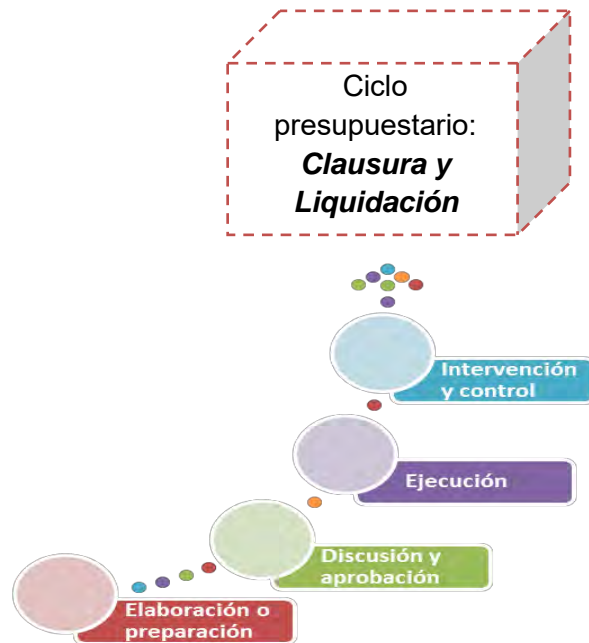 Ciclo
presupuestario:
Clausura y
Liquidación
Intervención
y control
Ejecución
Discusión y
aprobación
Elaboración o
preparación